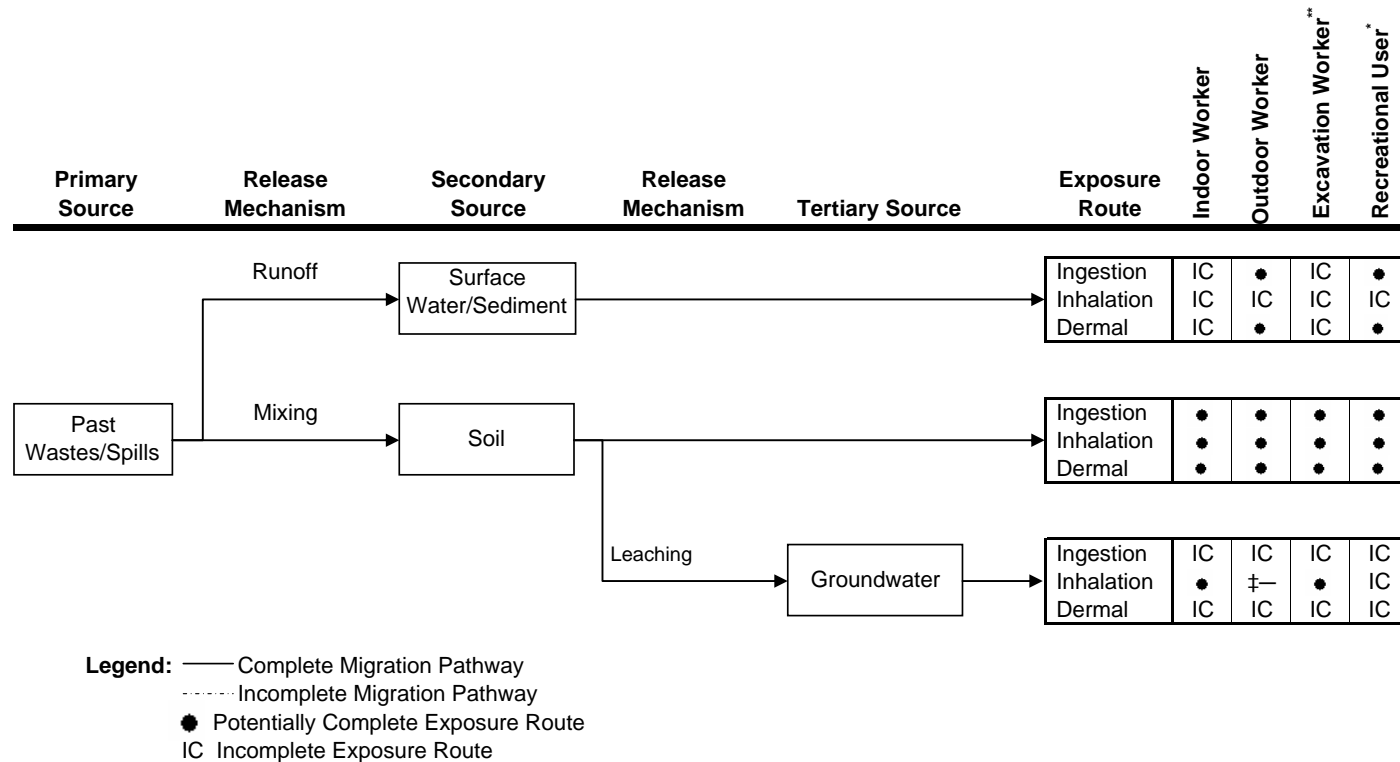 Indoor Worker
Outdoor Worker
Excavation Worker**
Recreational User*
Primary Source
Release Mechanism
Secondary Source
Release Mechanism
Tertiary Source
Exposure Route
Runoff
Surface
Water/Sediment
Ingestion IC ● IC ●
Inhalation IC IC IC IC
Dermal IC ● IC ●
Past
Wastes/Spills
Mixing
Soil
Ingestion ● ● ● ●
Inhalation ● ● ● ●
Dermal ● ● ● ●
Leaching
Groundwater
Ingestion IC IC IC IC
Inhalation ● ‡— ● IC
Dermal IC IC IC IC
Legend: Complete Migration Pathway
Incomplete Migration Pathway
● Potentially Complete Exposure Route
IC Incomplete Exposure Route